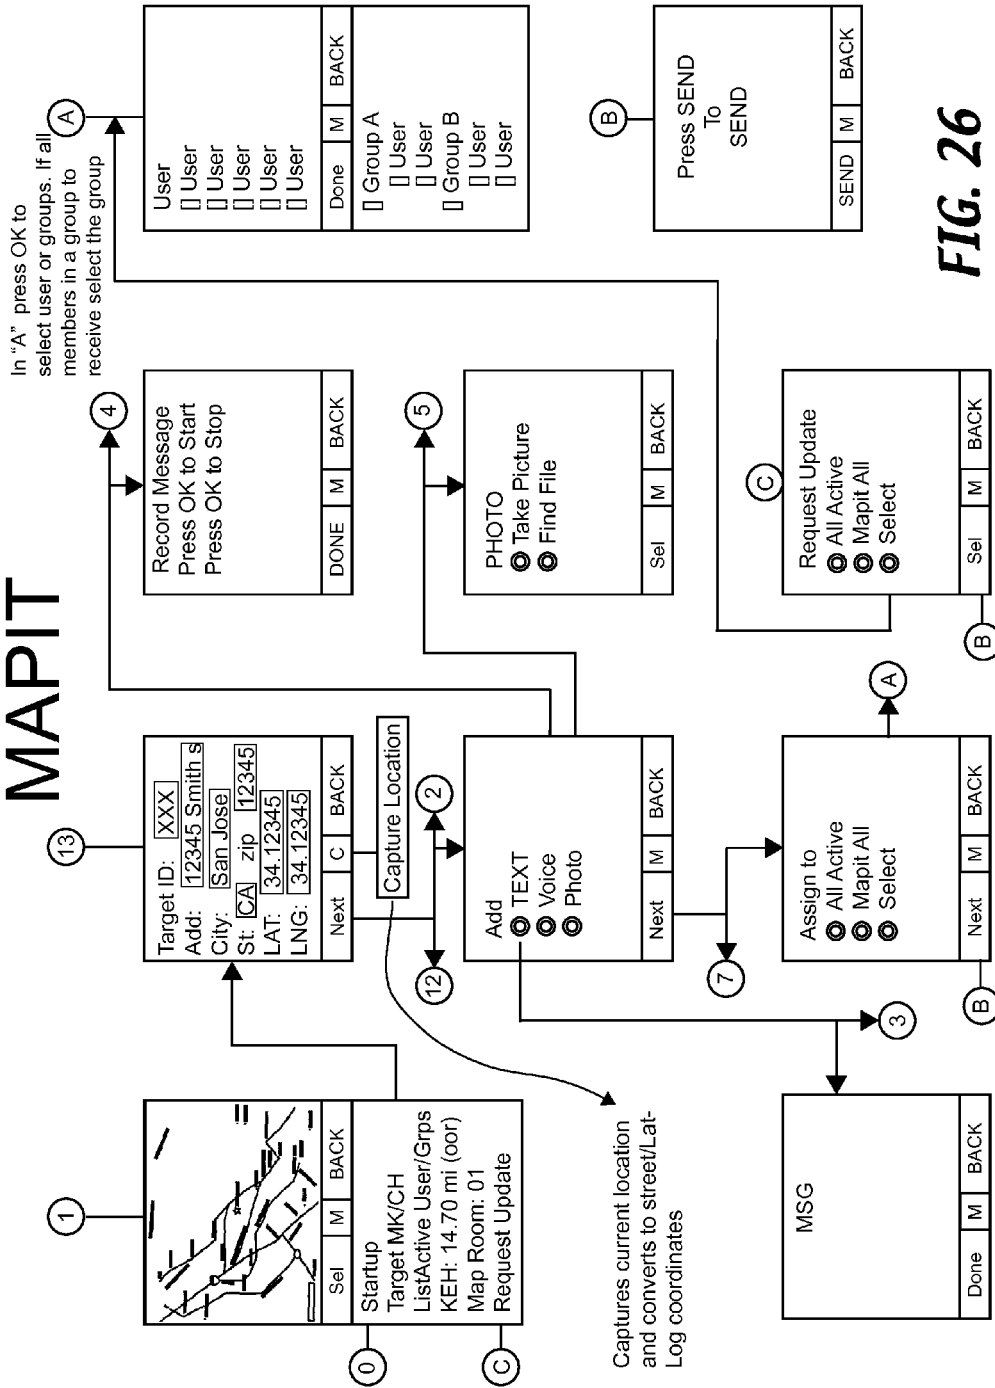 MAPIT
1
Sel M BACK
Startup
Target MK/CH
ListActive User/Grps
KEH: 14.70 mi (oor)
Map Room: 01
Request Update
0
C
13
Target ID: XXX
Add: 12345 Smith s
City: San Jose
St: CA zip 12345
LAT: 34.12345
LNG: 34.12345
Next C BACK
Capture Location
12
2
Captures current location
and converts to street/Lat-
Log coordinates
Add
TEXT
Voice
Photo
Next M BACK
7
3
MSG
Done M BACK
Assign to
All Active
Mapit All
Select
Next M BACK
B
A
4
Record Message
Press OK to Start
Press OK to Stop
DONE M BACK
5
PHOTO
Take Picture
Find File
Sel M BACK
C
Request Update
All Active
Mapit All
Select
Sel M BACK
B
In “A” press OK to
select user or groups. If all
members in a group to
receive select the group
A
User
[] User
[] User
[] User
[] User
[] User
Done M BACK
[] Group A
[] User
[] User
[] Group B
[] User
[] User
B
Press SEND
To
SEND
SEND M BACK
FIG. 26